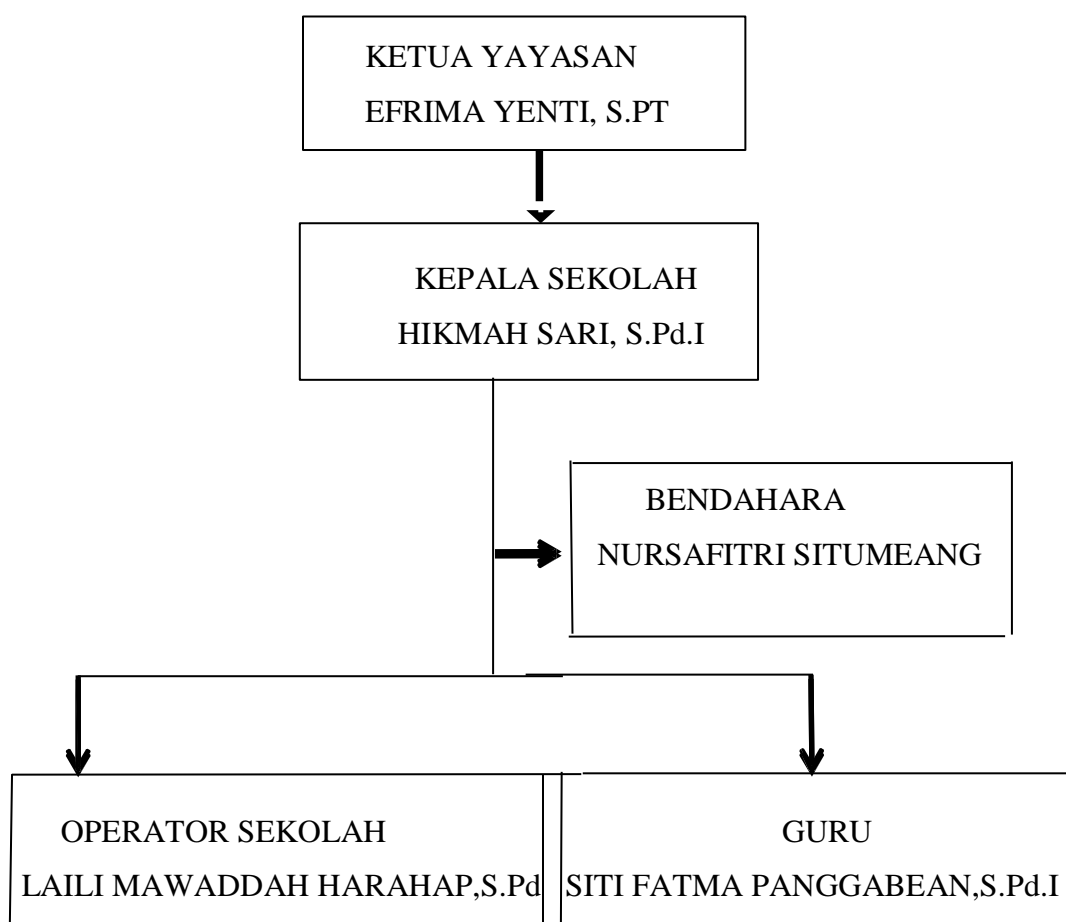 KETUA YAYASAN
EFRIMA YENTI, S.PT
KEPALA SEKOLAH
HIKMAH SARI, S.Pd.I
BENDAHARA
NURSAFITRI SITUMEANG
OPERATOR SEKOLAH
LAILI MAWADDAH HARAHAP,S.Pd
GURU
SITI FATMA PANGGABEAN,S.Pd.I